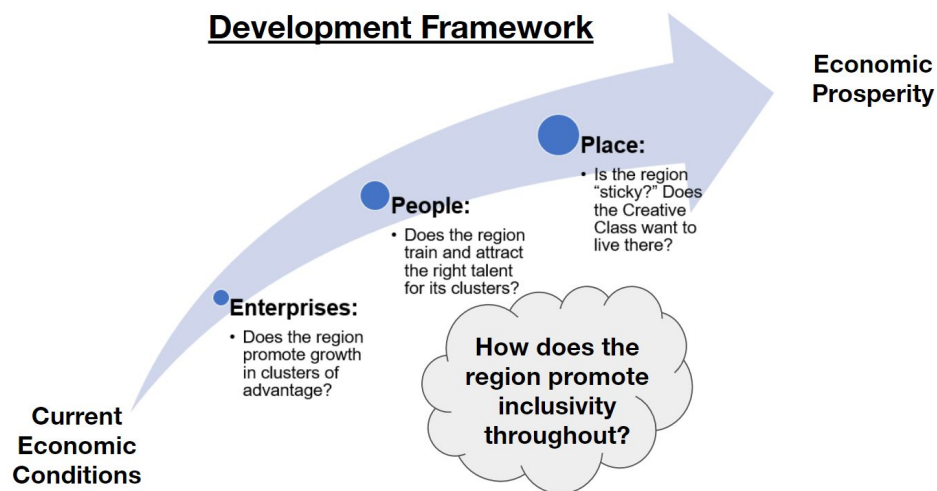 Development Framework
Economic
Prosperity
Place:
• Is the region
“sticky?” Does
the Creative
Class want to
live there?
People:
• Does the region
train and attract
the right talent
for its clusters?
Enterprises:
• Does the region
promote growth
in clusters of
advantage?
How does the
region promote
inclusivity
throughout?
Current
Economic
Conditions